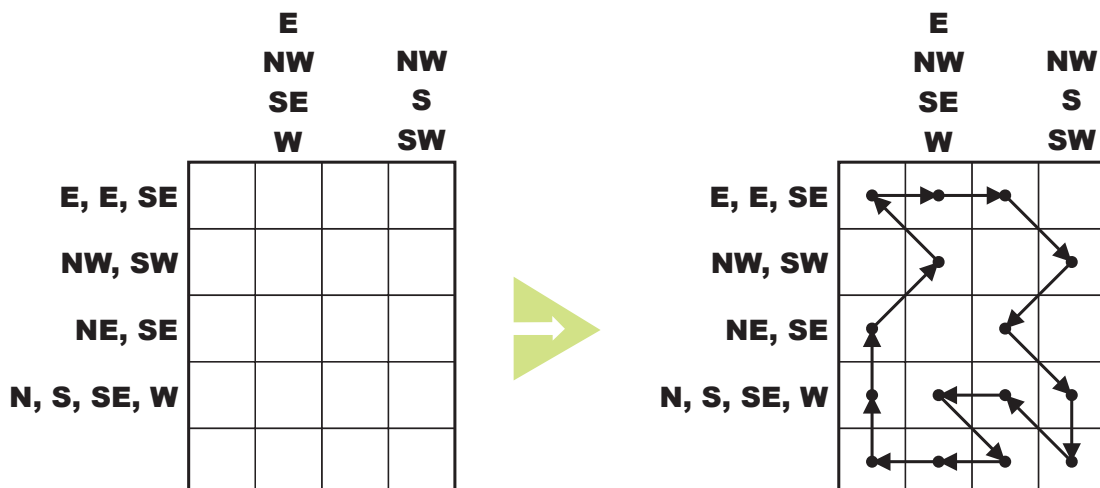 E
NW
SE
W
NW
S
SW
E, E, SE
NW, SW
NE, SE
N, S, SE, W
E
NW
SE
W
NW
S
SW
E, E, SE
NW, SW
NE, SE
N, S, SE, W